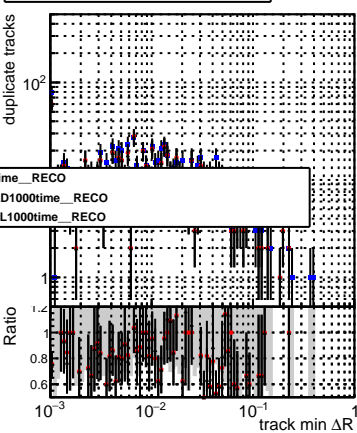 duplicate tracks
10²
ime__RECO
D1000time__RECO
L1000time__RECO
1
Ratio
1.2
1
0.8
0.6
10⁻³ 10⁻² 10⁻¹ 1
track min ΔR